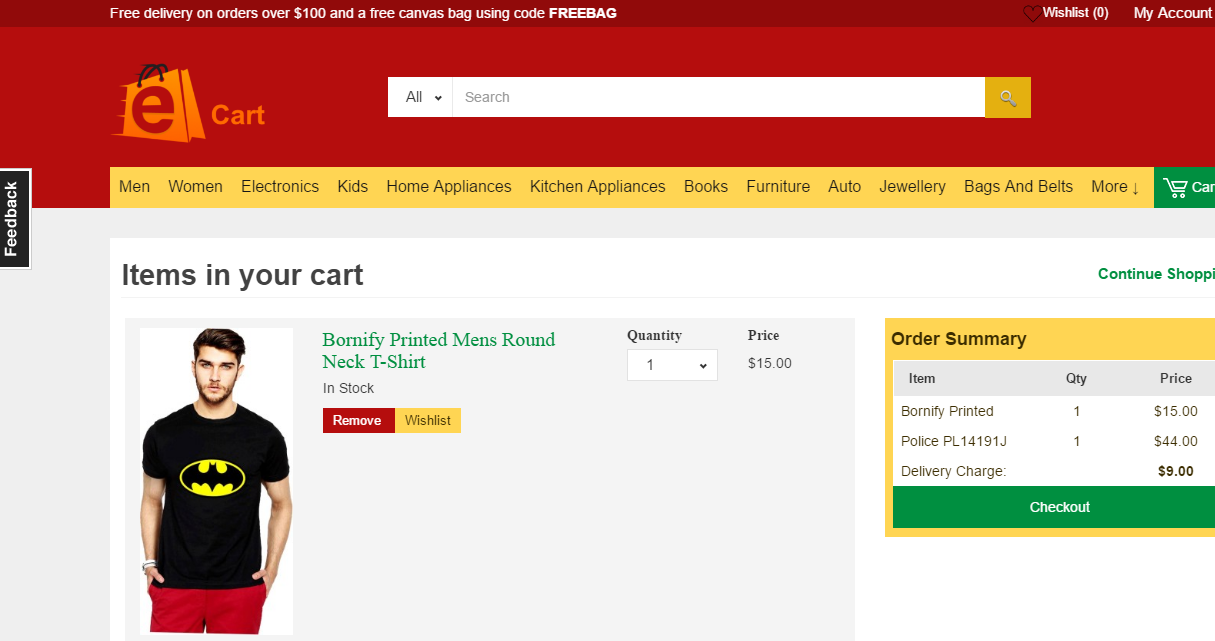 Free delivery on orders over $100 and a free canvas bag using code FREEBAG
Wishlist (0) My Account
e Cart
All Search
Men Women Electronics Kids Home Appliances Kitchen Appliances Books Furniture Auto Jewellery Bags And Belts More ↓
Feedback
Items in your cart
Bornify Printed Mens Round
Neck T-Shirt
In Stock
Remove Wishlist
Quantity Price
1 $15.00
Order Summary
Item Qty Price
Bornify Printed 1 $15.00
Police PL14191J 1 $44.00
Delivery Charge: $9.00
Checkout
Continue Shoppi
Car